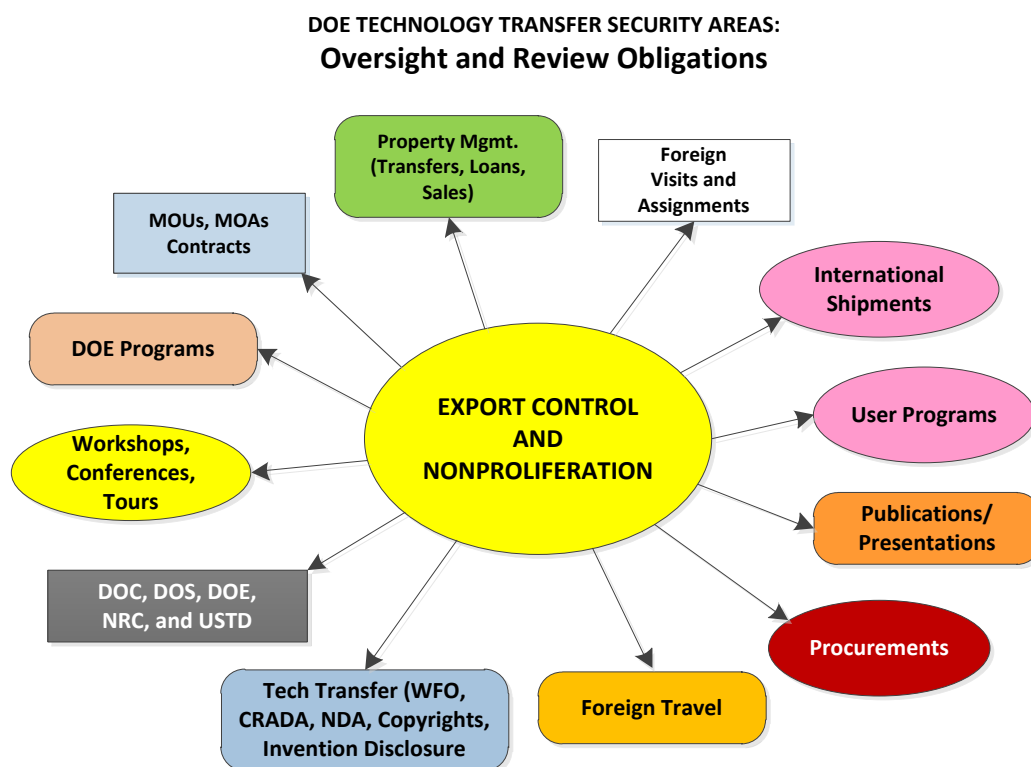 DOE TECHNOLOGY TRANSFER SECURITY AREAS:
Oversight and Review Obligations
Property Mgmt.
(Transfers, Loans,
Sales)
Foreign
Visits and
Assignments
MOUs, MOAs
Contracts
International
Shipments
DOE Programs
EXPORT CONTROL
AND
NONPROLIFERATION
User Programs
Workshops,
Conferences,
Tours
Publications/
Presentations
DOC, DOS, DOE,
NRC, and USTD
Procurements
Tech Transfer (WFO,
CRADA, NDA, Copyrights,
Invention Disclosure
Foreign Travel